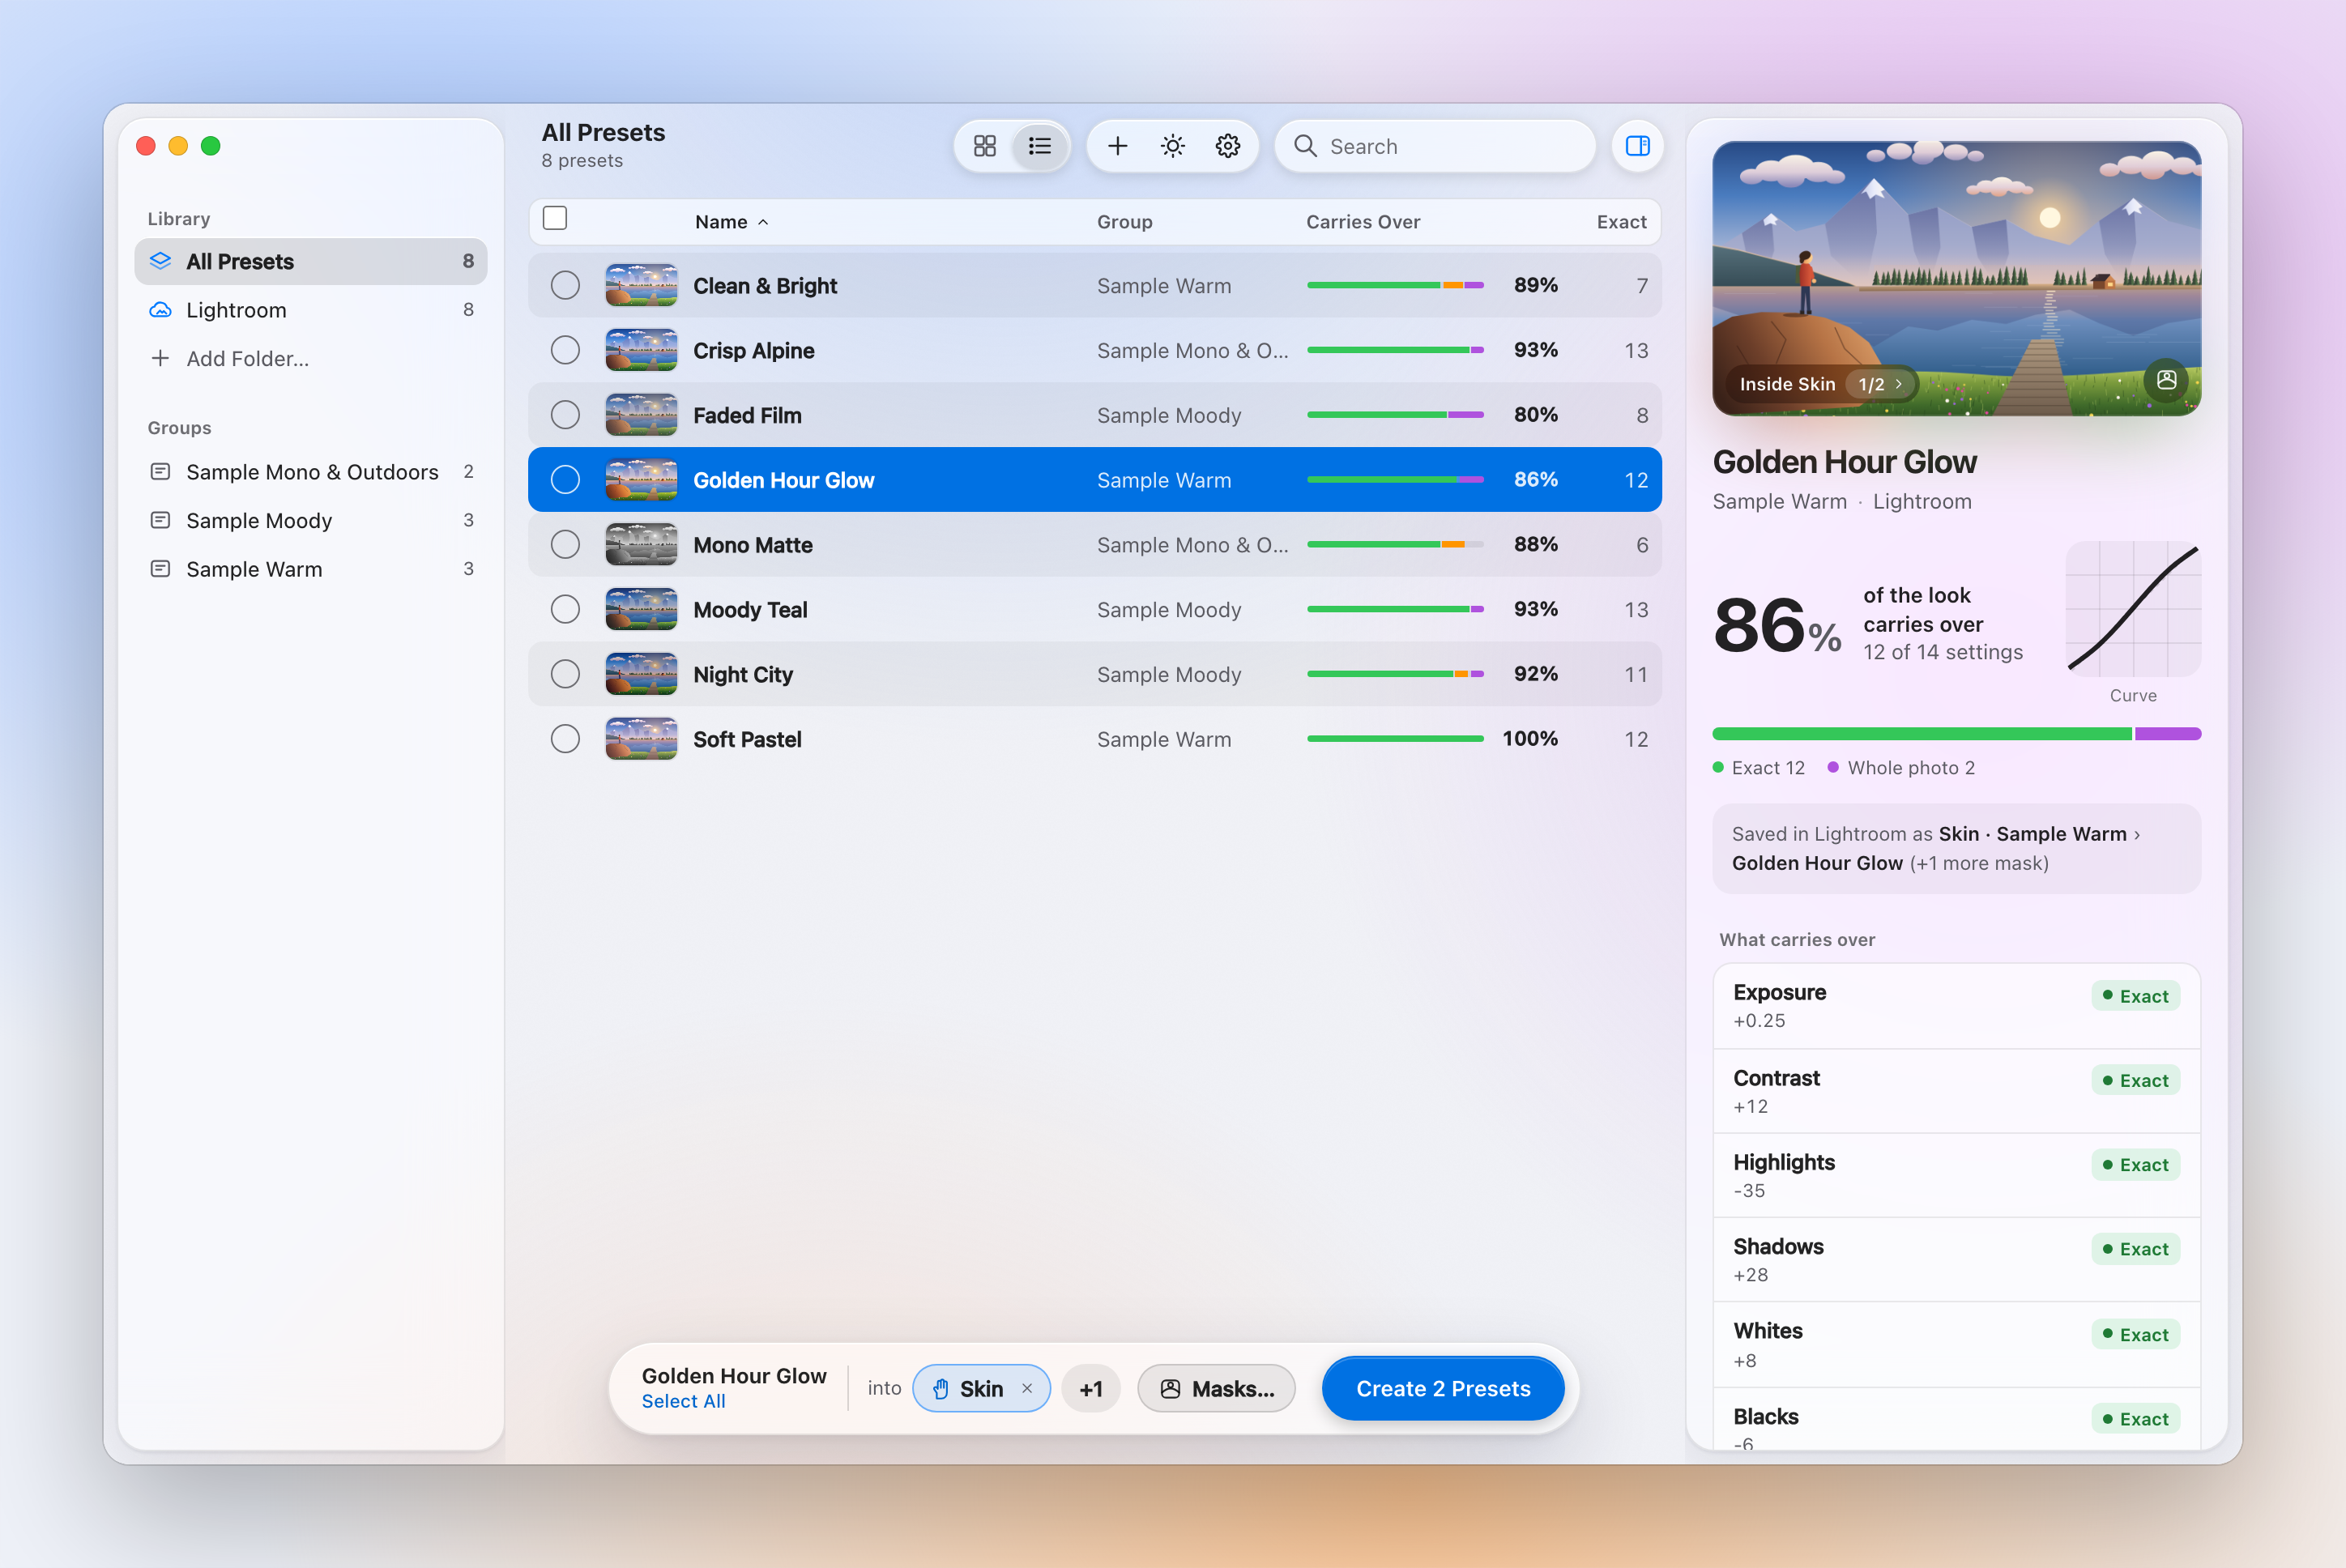 Library
All Presets 8
Lightroom 8
Add Folder...
Groups
Sample Mono & Outdoors 2
Sample Moody 3
Sample Warm 3
All Presets
8 presets
Search
Name Group Carries Over Exact
Clean & Bright Sample Warm 89% 7
Crisp Alpine Sample Mono & O... 93% 13
Faded Film Sample Moody 80% 8
Golden Hour Glow Sample Warm 86% 12
Mono Matte Sample Mono & O... 88% 6
Moody Teal Sample Moody 93% 13
Night City Sample Moody 92% 11
Soft Pastel Sample Warm 100% 12
Golden Hour Glow
Select All
into Skin × +1 Masks... Create 2 Presets
Inside Skin 1/2 ›
Golden Hour Glow
Sample Warm · Lightroom
86%
of the look
carries over
12 of 14 settings
Curve
Exact 12 Whole photo 2
Saved in Lightroom as Skin · Sample Warm ›
Golden Hour Glow (+1 more mask)
What carries over
Exposure Exact
+0.25
Contrast Exact
+12
Highlights Exact
-35
Shadows Exact
+28
Whites Exact
+8
Blacks Exact
-6